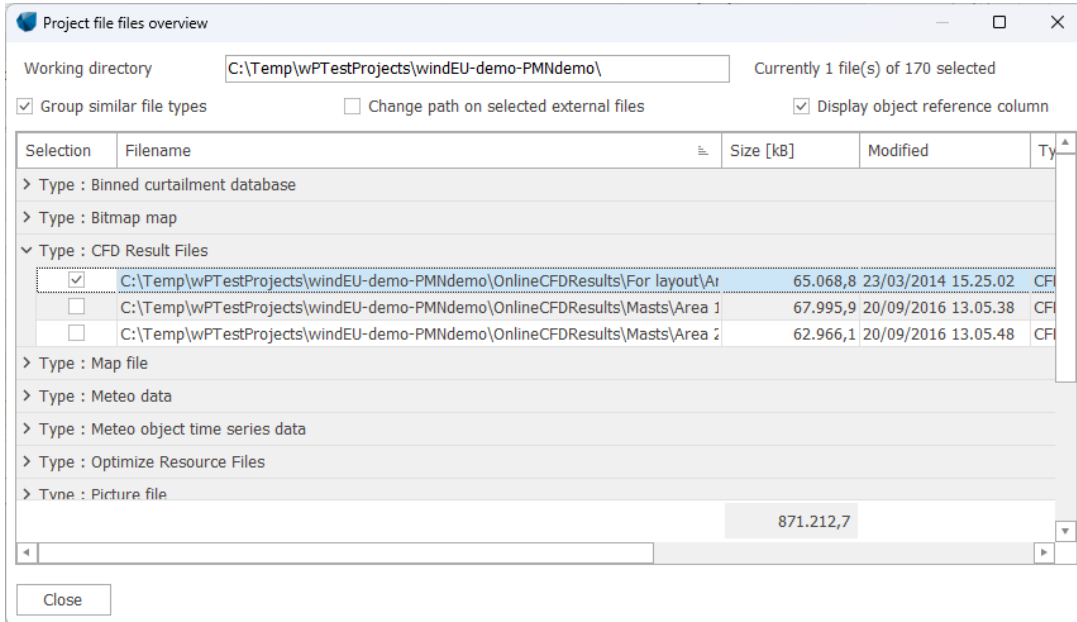 Project file files overview
Working directory C:\Temp\wPTestProjects\windEU-demo-PMNdemo\ Currently 1 file(s) of 170 selected
Group similar file types Change path on selected external files Display object reference column
Selection Filename Size [kB] Modified Ty
Type : Binned curtailment database
Type : Bitmap map
Type : CFD Result Files
C:\Temp\wPTestProjects\windEU-demo-PMNdemo\OnlineCFDResults\For layout\Ar 65.068,8 23/03/2014 15.25.02 CFI
C:\Temp\wPTestProjects\windEU-demo-PMNdemo\OnlineCFDResults\Masts\Area 1 67.995,9 20/09/2016 13.05.38 CFI
C:\Temp\wPTestProjects\windEU-demo-PMNdemo\OnlineCFDResults\Masts\Area 2 62.966,1 20/09/2016 13.05.48 CFI
Type : Map file
Type : Meteo data
Type : Meteo object time series data
Type : Optimize Resource Files
Type : Picture file
871.212,7
Close